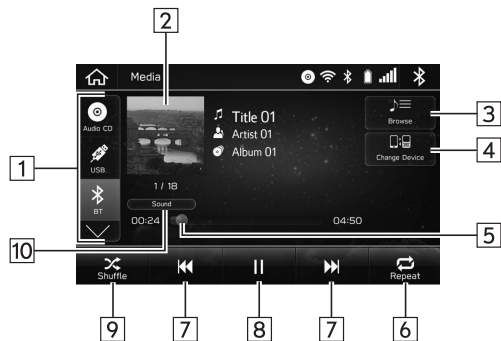 2
Media
Audio CD
USB
BT
Title 01
Artist 01
Album 01
1 / 18
Sound
00:24
04:50
Browse
Change Device
3
4
1
5
10
Shuffle
Repeat
9
7
8
7
6